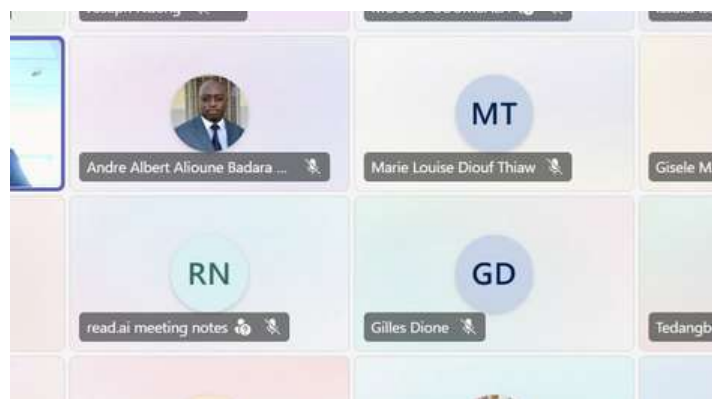 MT
Andre Albert Alioune Badara ...
Marie Louise Diouf Thiaw
Gisele M
RN
GD
read.ai meeting notes
Gilles Dione
Tedangb